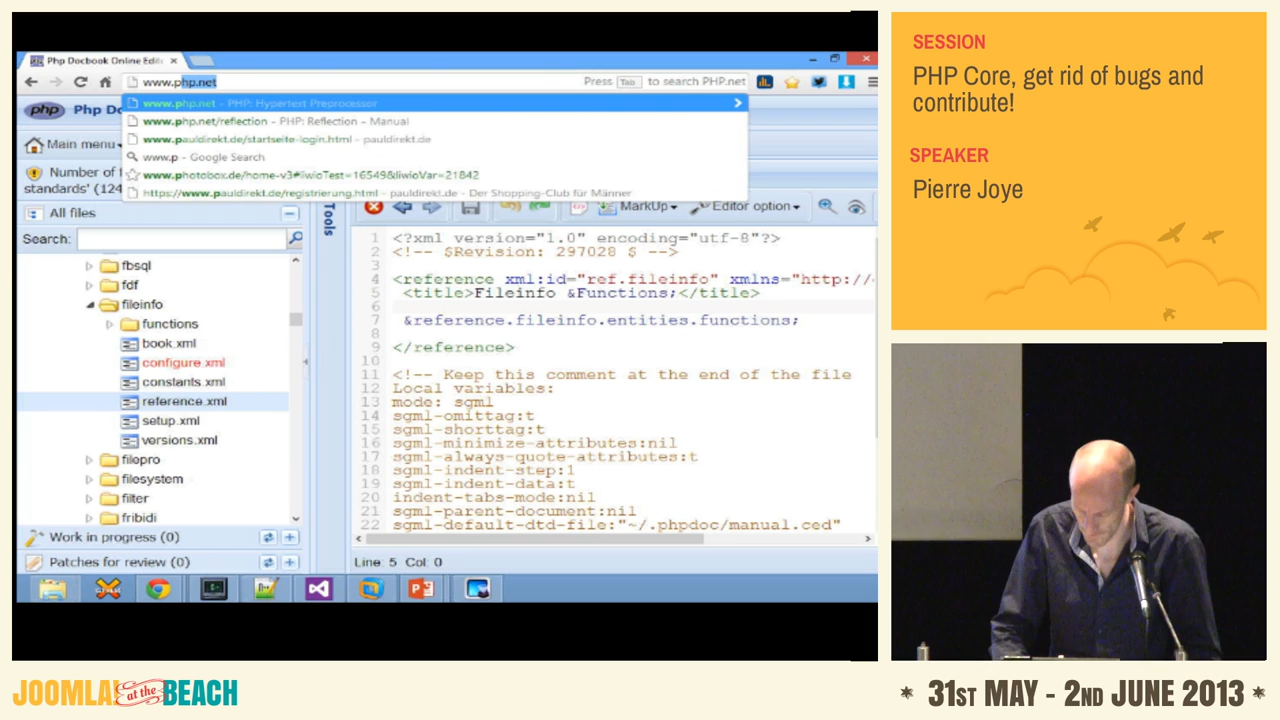 Php Docbook Online Edit
www.php.net
Press Tab to search PHP.net
www.php.net - PHP: Hypertext Preprocessor
www.php.net/reflection - PHP: Reflection - Manual
www.pauldirekt.de/startseite-login.html - pauldirekt.de
www.p - Google Search
www.photobox.de/home-v3#iiwioTest=16549&iiwioVar=21842
https://www.pauldirekt.de/registrierung.html - pauldirekt.de - Der Shopping-Club für Männer
php Php Do
Main menu
Number of
standards' (124
All files
Search:
fbsql
fdf
fileinfo
functions
book.xml
configure.xml
constants.xml
reference.xml
setup.xml
versions.xml
filepro
filesystem
filter
fribidi
Work in progress (0)
Patches for review (0)
Tools
MarkUp
Editor option
1 <?xml version="1.0" encoding="utf-8"?>
2 <!-- $Revision: 297028 $ -->
3
4 <reference xml:id="ref.fileinfo" xmlns="http://
5 <title>Fileinfo &Functions;</title>
6
7 &reference.fileinfo.entities.functions;
8
9 </reference>
10
11 <!-- Keep this comment at the end of the file
12 Local variables:
13 mode: sgml
14 sgml-omittag:t
15 sgml-shorttag:t
16 sgml-minimize-attributes:nil
17 sgml-always-quote-attributes:t
18 sgml-indent-step:1
19 sgml-indent-data:t
20 indent-tabs-mode:nil
21 sgml-parent-document:nil
22 sgml-default-dtd-file:"~/.phpdoc/manual.ced"
Line: 5 Col: 0
SESSION
PHP Core, get rid of bugs and
contribute!
SPEAKER
Pierre Joye
JOOMLA! at the BEACH
* 31ST MAY - 2ND JUNE 2013 *